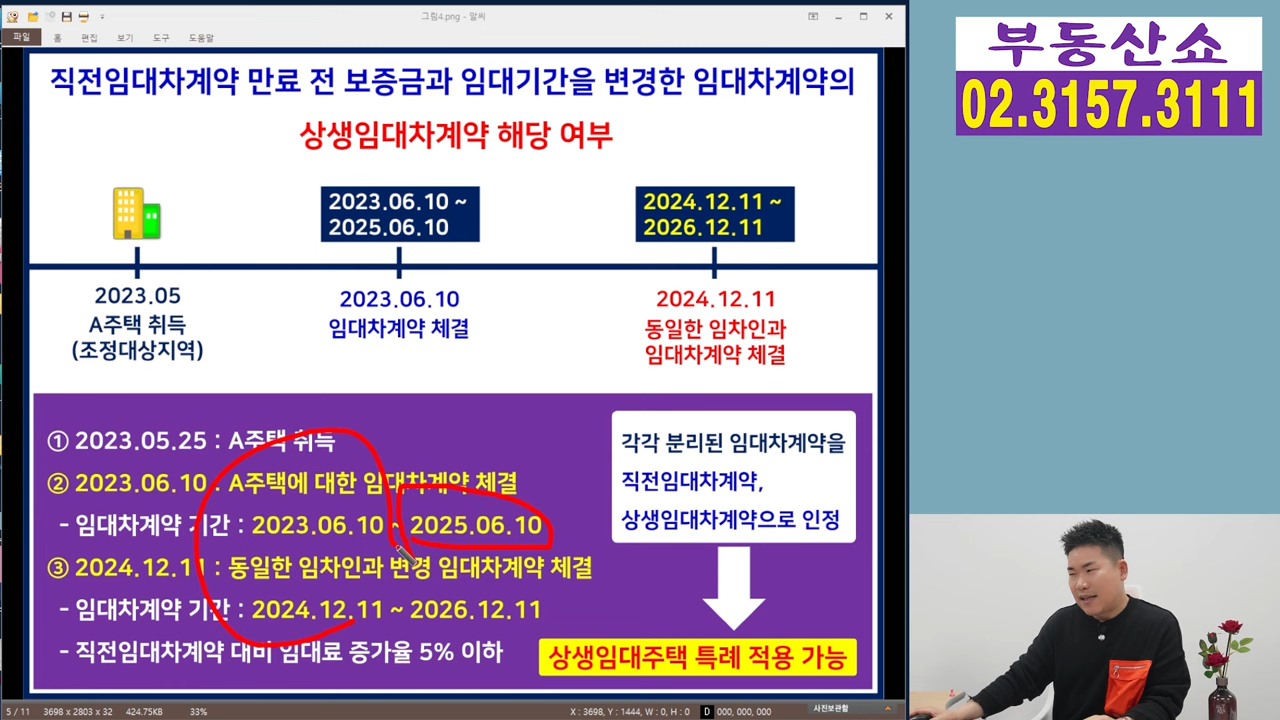 그림4.png - 알씨
파일 홈 편집 보기 도구 도움말
부동산쇼
02.3157.3111
직전임대차계약 만료 전 보증금과 임대기간을 변경한 임대차계약의
상생임대차계약 해당 여부
2023.06.10 ~
2025.06.10
2024.12.11 ~
2026.12.11
2023.05
A주택 취득
(조정대상지역)
2023.06.10
임대차계약 체결
2024.12.11
동일한 임차인과
임대차계약 체결
① 2023.05.25 : A주택 취득
② 2023.06.10 : A주택에 대한 임대차계약 체결
- 임대차계약 기간 : 2023.06.10 ~ 2025.06.10
③ 2024.12.11 : 동일한 임차인과 변경 임대차계약 체결
- 임대차계약 기간 : 2024.12.11 ~ 2026.12.11
- 직전임대차계약 대비 임대료 증가율 5% 이하
각각 분리된 임대차계약을
직전임대차계약,
상생임대차계약으로 인정
상생임대주택 특례 적용 가능
5 / 11 3698 x 2803 x 32 424.75KB 33% X : 3698, Y : 1444, W : 0, H : 0 D 000, 000, 000 사진보관함